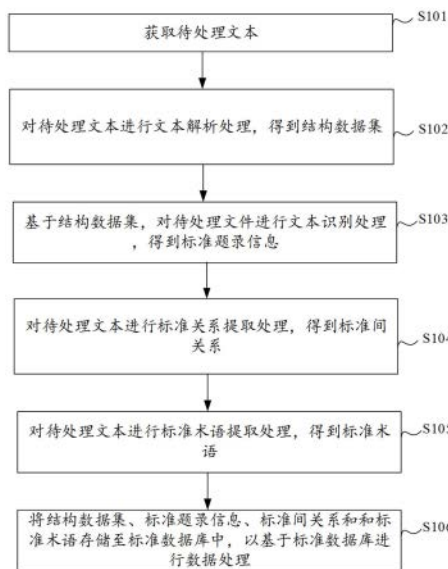 获取待处理文本
S101
对待处理文本进行文本解析处理，得到结构数据集
S102
基于结构数据集，对待处理文件进行文本识别处理
，得到标准题录信息
S103
对待处理文本进行标准关系提取处理，得到标准间
关系
S104
对待处理文本进行标准术语提取处理，得到标准术
语
S105
将结构数据集、标准题录信息、标准间关系和和标
准术语存储至标准数据库中，以基于标准数据库进
行数据处理
S106